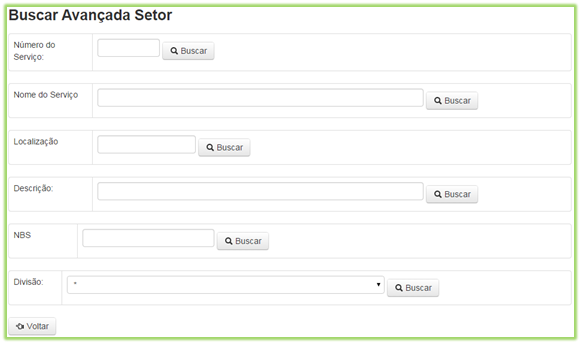 Buscar Avançada Setor
Número do
Serviço:
Buscar
Nome do Serviço
Buscar
Localização
Buscar
Descrição:
Buscar
NBS
Buscar
Divisão:
*
Buscar
Voltar